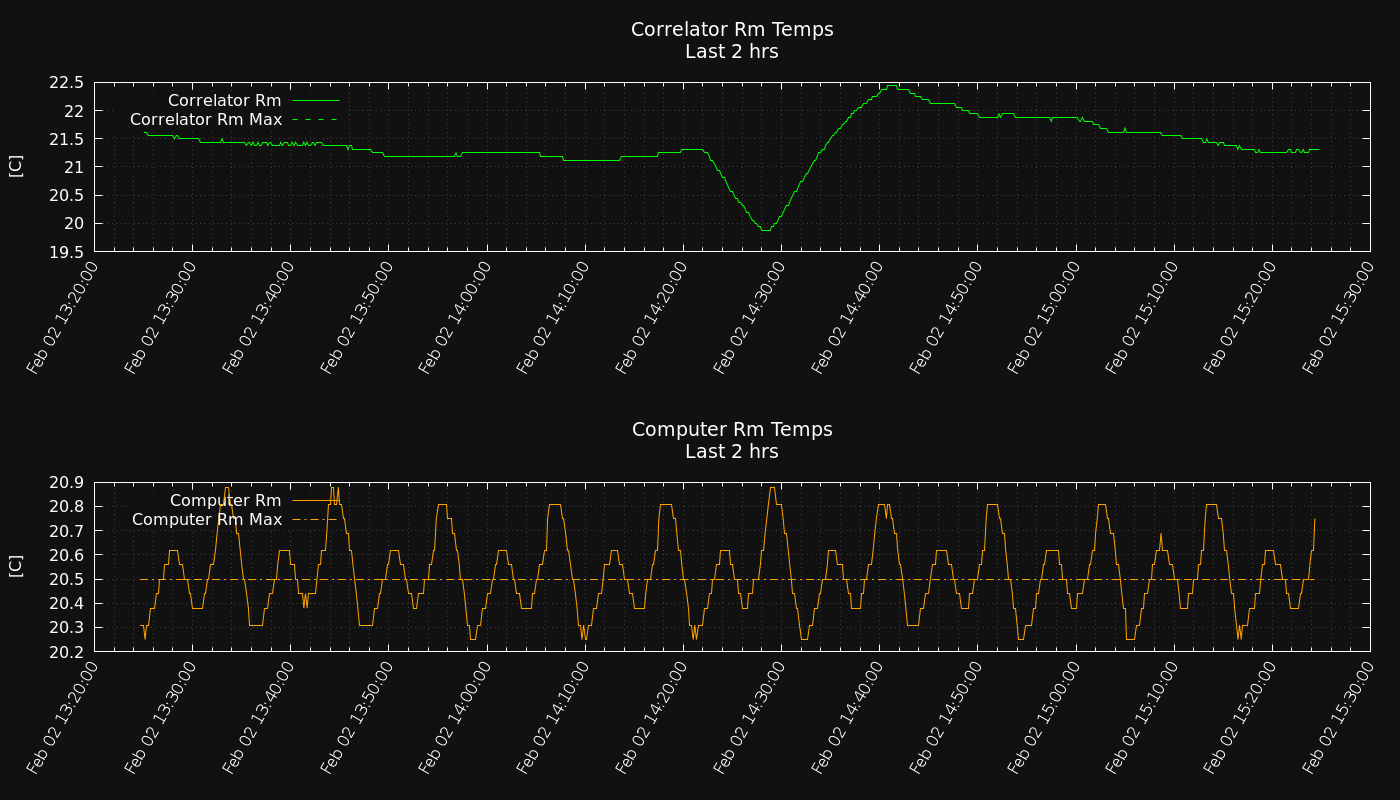 Correlator Rm Temps
Last 2 hrs
22.5
22
21.5
21
20.5
20
19.5
[C]
Correlator Rm
Correlator Rm Max
Feb 02 13:20:00
Feb 02 13:30:00
Feb 02 13:40:00
Feb 02 13:50:00
Feb 02 14:00:00
Feb 02 14:10:00
Feb 02 14:20:00
Feb 02 14:30:00
Feb 02 14:40:00
Feb 02 14:50:00
Feb 02 15:00:00
Feb 02 15:10:00
Feb 02 15:20:00
Feb 02 15:30:00
Computer Rm Temps
Last 2 hrs
20.9
20.8
20.7
20.6
20.5
20.4
20.3
20.2
[C]
Computer Rm
Computer Rm Max
Feb 02 13:20:00
Feb 02 13:30:00
Feb 02 13:40:00
Feb 02 13:50:00
Feb 02 14:00:00
Feb 02 14:10:00
Feb 02 14:20:00
Feb 02 14:30:00
Feb 02 14:40:00
Feb 02 14:50:00
Feb 02 15:00:00
Feb 02 15:10:00
Feb 02 15:20:00
Feb 02 15:30:00